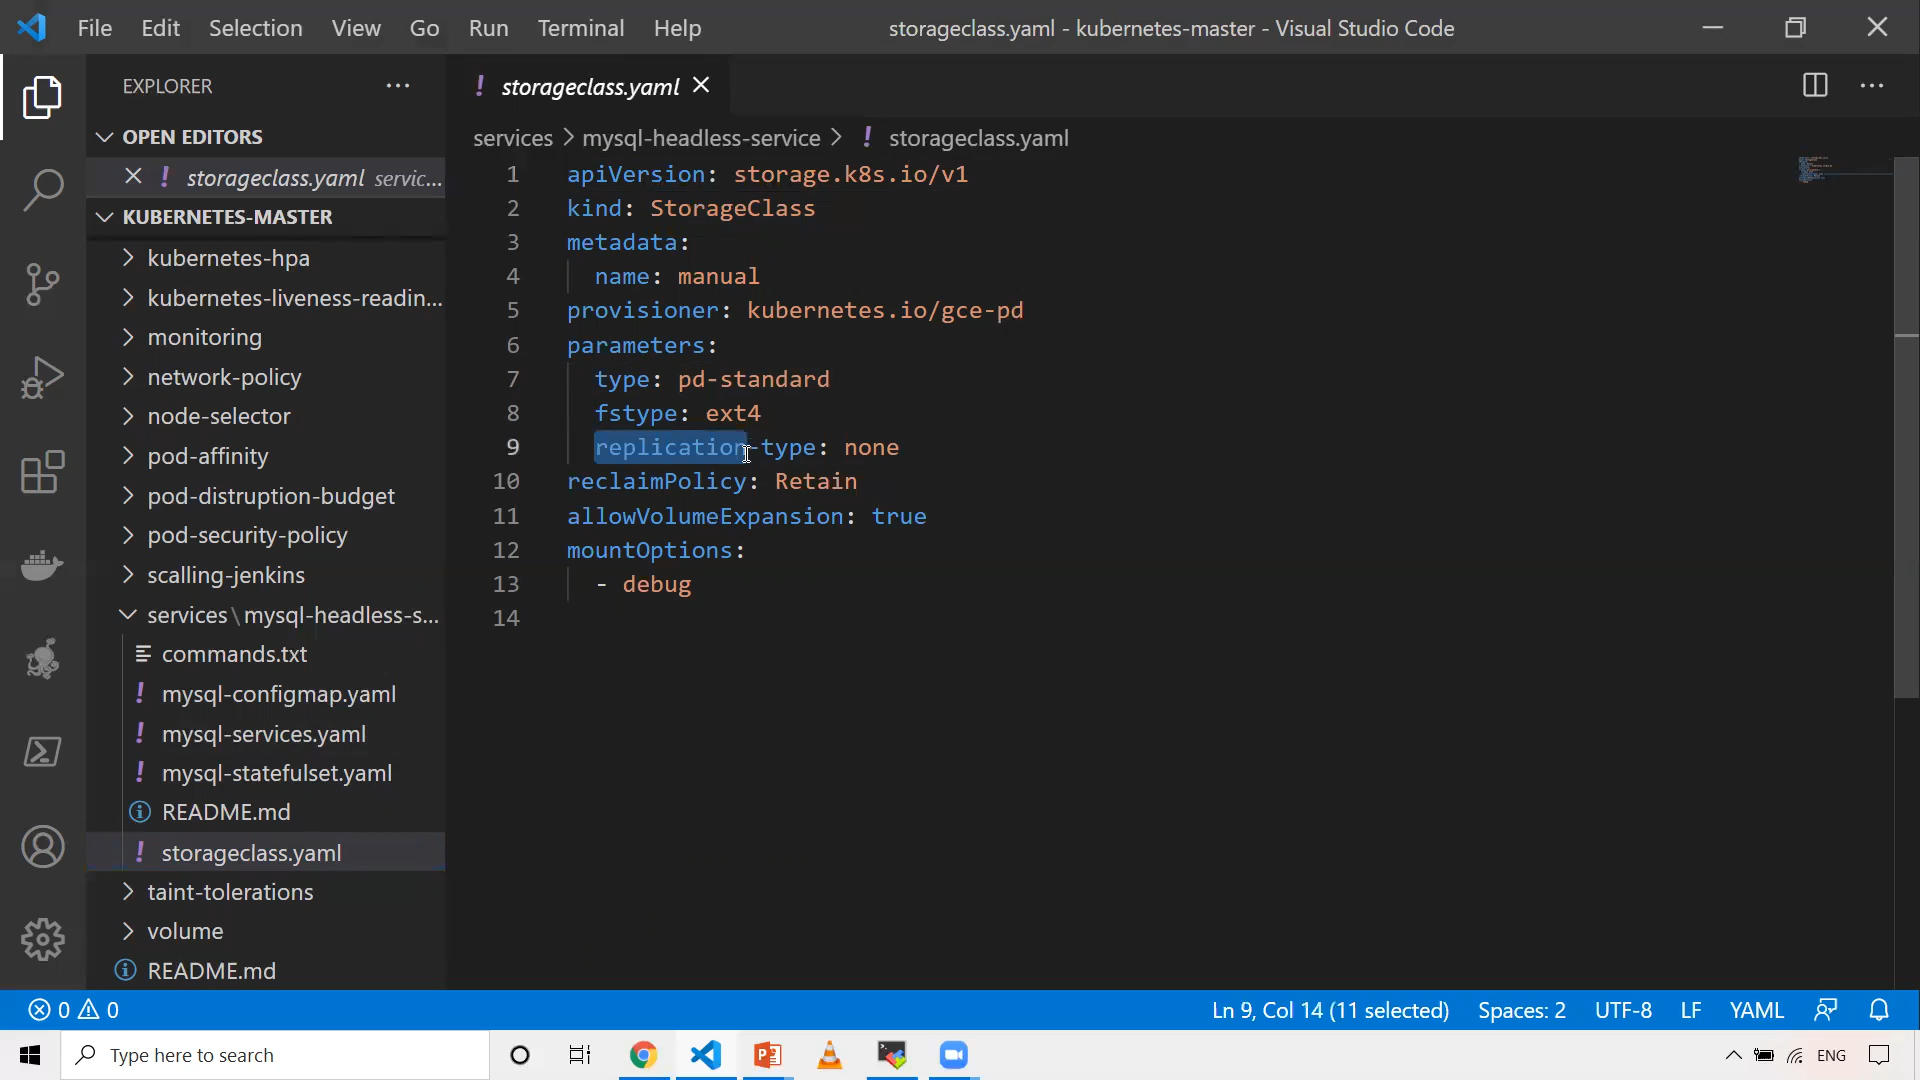 File Edit Selection View Go Run Terminal Help
storageclass.yaml - kubernetes-master - Visual Studio Code
EXPLORER
OPEN EDITORS
storageclass.yaml servic...
KUBERNETES-MASTER
kubernetes-hpa
kubernetes-liveness-readin...
monitoring
network-policy
node-selector
pod-affinity
pod-distruption-budget
pod-security-policy
scalling-jenkins
services\mysql-headless-s...
commands.txt
mysql-configmap.yaml
mysql-services.yaml
mysql-statefulset.yaml
README.md
storageclass.yaml
taint-tolerations
volume
README.md
storageclass.yaml
services > mysql-headless-service > ! storageclass.yaml
1 apiVersion: storage.k8s.io/v1
2 kind: StorageClass
3 metadata:
4 name: manual
5 provisioner: kubernetes.io/gce-pd
6 parameters:
7 type: pd-standard
8 fstype: ext4
9 replication-type: none
10 reclaimPolicy: Retain
11 allowVolumeExpansion: true
12 mountOptions:
13 - debug
14
0 0
Ln 9, Col 14 (11 selected) Spaces: 2 UTF-8 LF YAML
Type here to search
ENG